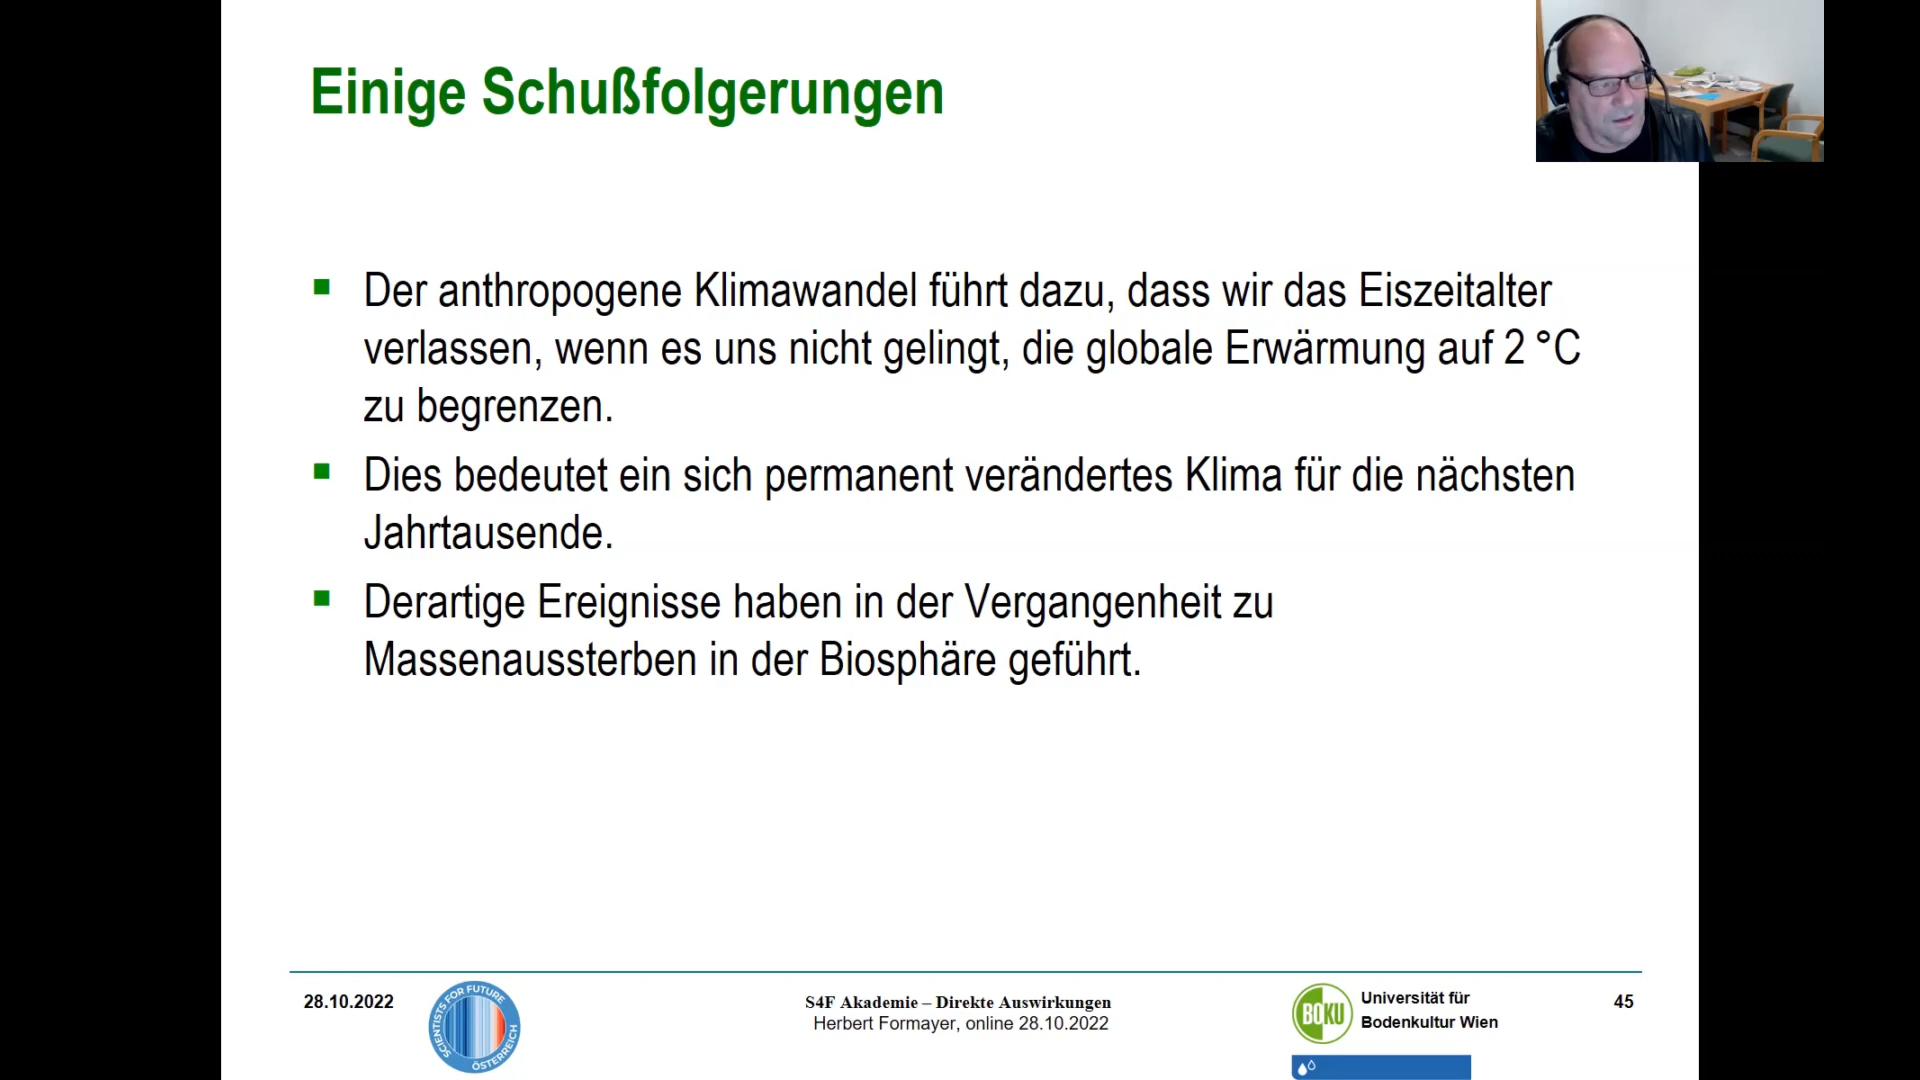 Einige Schußfolgerungen
Der anthropogene Klimawandel führt dazu, dass wir das Eiszeitalter
verlassen, wenn es uns nicht gelingt, die globale Erwärmung auf 2 °C
zu begrenzen.
Dies bedeutet ein sich permanent verändertes Klima für die nächsten
Jahrtausende.
Derartige Ereignisse haben in der Vergangenheit zu
Massenaussterben in der Biosphäre geführt.
28.10.2022
SCIENTISTS FOR FUTURE
ÖSTERREICH
S4F Akademie – Direkte Auswirkungen
Herbert Formayer, online 28.10.2022
BOKU
Universität für
Bodenkultur Wien
45